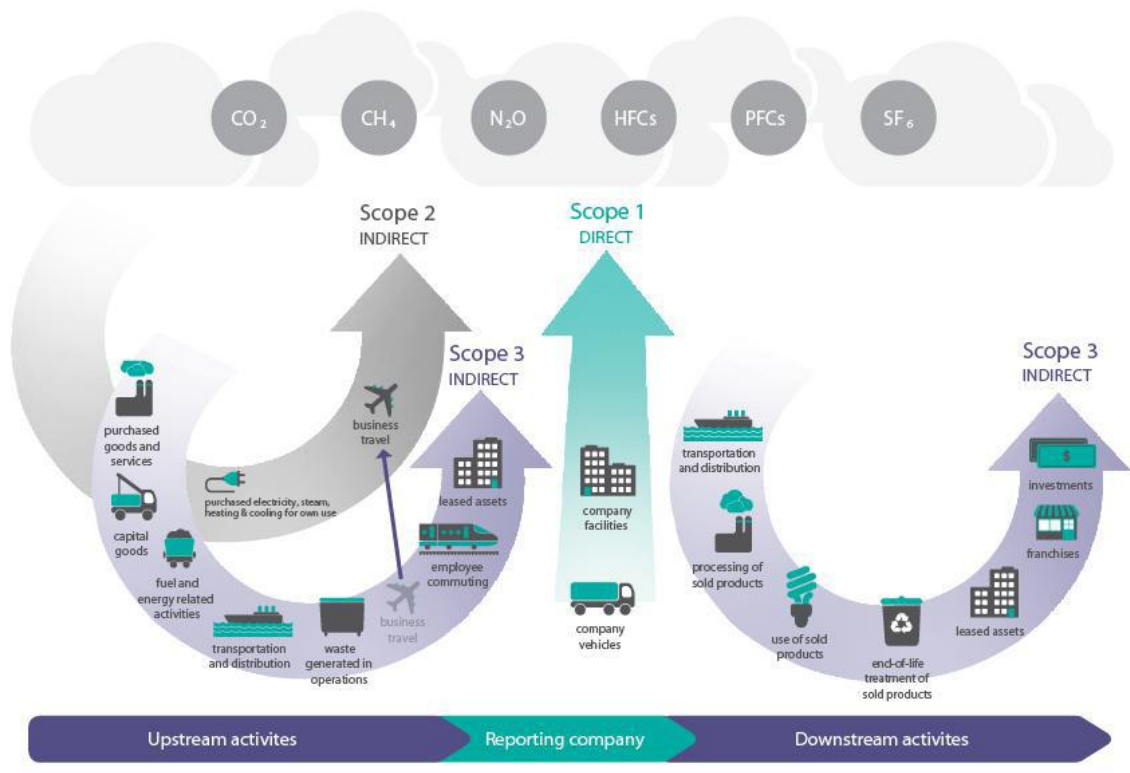 CO₂
CH₄
N₂O
HFCs
PFCs
SF₆
Scope 2
INDIRECT
Scope 1
DIRECT
Scope 3
INDIRECT
Scope 3
INDIRECT
purchased
goods and
services
capital
goods
fuel and
energy related
activities
purchased electricity, steam,
heating & cooling for own use
transportation
and distribution
waste
generated in
operations
business
travel
business
travel
employee
commuting
leased assets
company
facilities
company
vehicles
transportation
and distribution
processing of
sold products
use of sold
products
end-of-life
treatment of
sold products
leased assets
franchises
$
investments
Upstream activites
Reporting company
Downstream activites